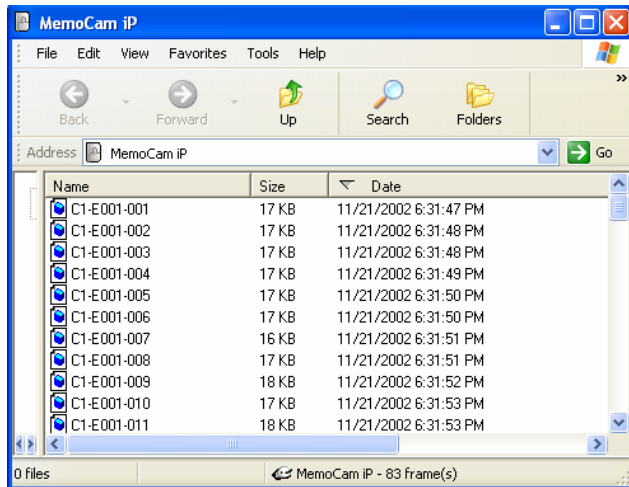 MemoCam iP
File Edit View Favorites Tools Help
Back Forward Up Search Folders »
Address MemoCam iP Go
Name Size Date
C1-E001-001 17 KB 11/21/2002 6:31:47 PM
C1-E001-002 17 KB 11/21/2002 6:31:48 PM
C1-E001-003 17 KB 11/21/2002 6:31:48 PM
C1-E001-004 17 KB 11/21/2002 6:31:49 PM
C1-E001-005 17 KB 11/21/2002 6:31:50 PM
C1-E001-006 17 KB 11/21/2002 6:31:50 PM
C1-E001-007 16 KB 11/21/2002 6:31:51 PM
C1-E001-008 17 KB 11/21/2002 6:31:51 PM
C1-E001-009 18 KB 11/21/2002 6:31:52 PM
C1-E001-010 17 KB 11/21/2002 6:31:53 PM
C1-E001-011 18 KB 11/21/2002 6:31:53 PM
0 files MemoCam iP - 83 frame(s)